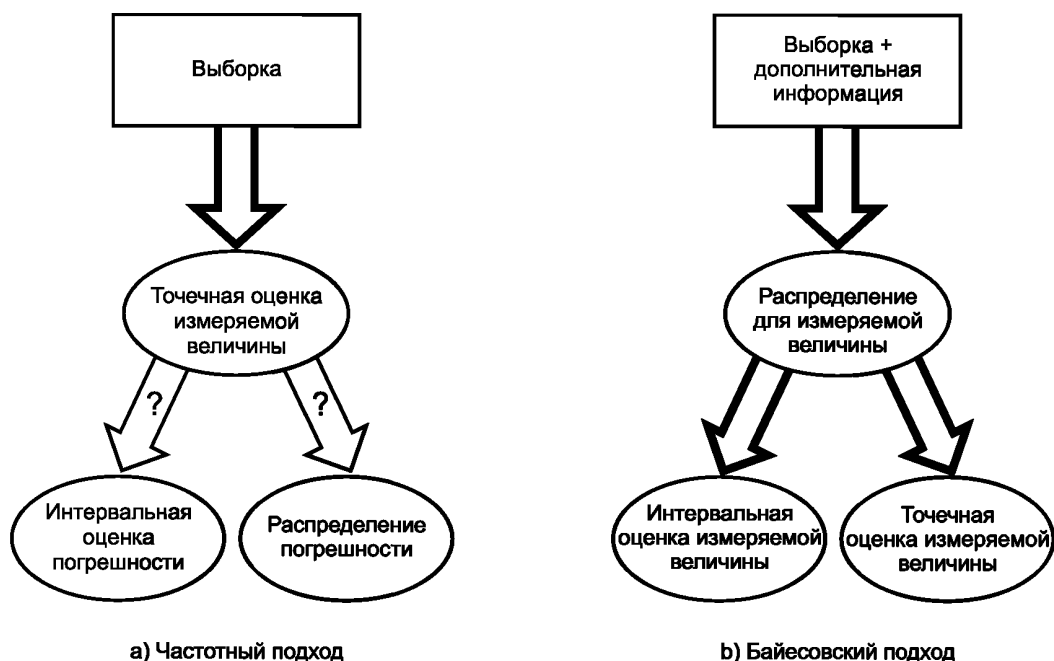 Выборка
Точечная оценка
измеряемой
величины
?
?
Интервальная
оценка
погрешности
Распределение
погрешности
а) Частотный подход
Выборка +
дополнительная
информация
Распределение
для измеряемой
величины
Интервальная
оценка измеряемой
величины
Точечная
оценка измеряемой
величины
b) Байесовский подход